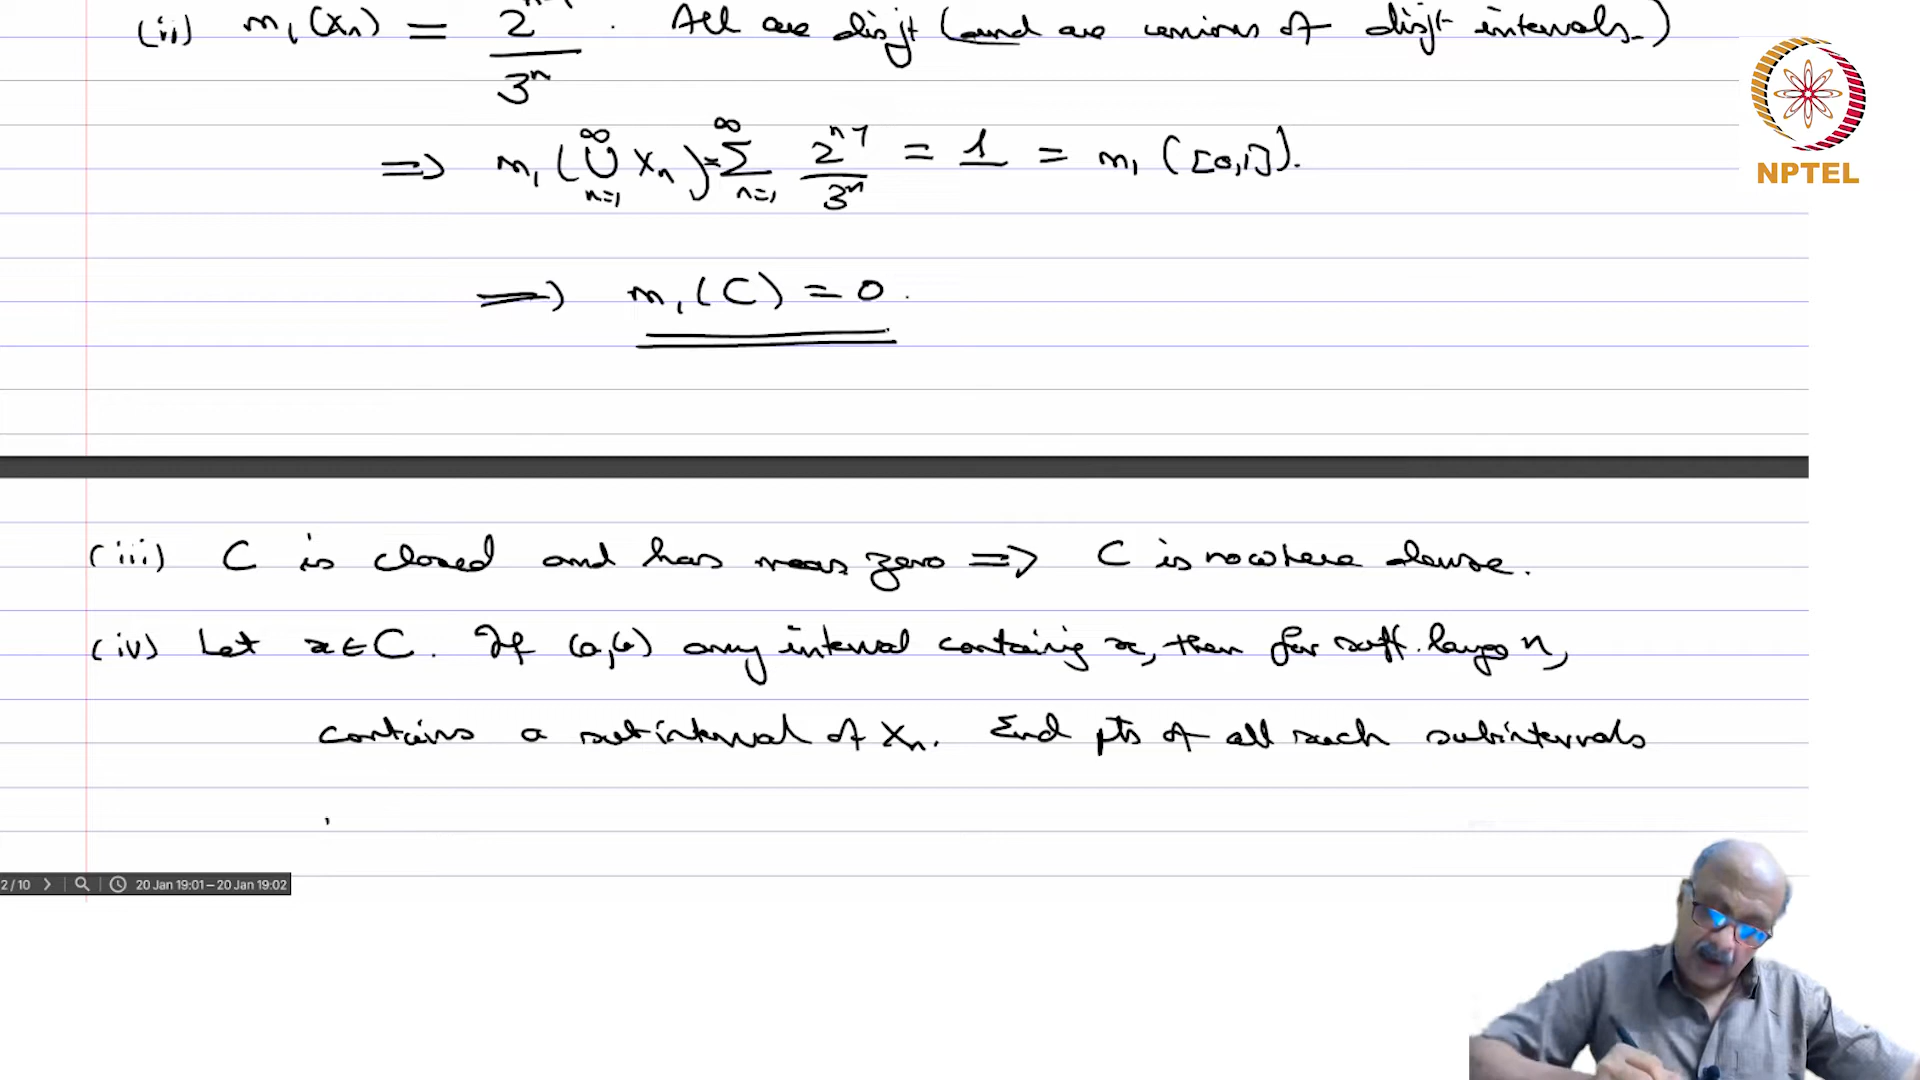 (ii) m₁(Xₙ) = 2ⁿ⁻¹/3ⁿ . All are disjt (and are unions of disjt intervals.)
NPTEL
⇒ m₁(∪ₙ₌₁^∞ Xₙ) = Σₙ₌₁^∞ 2ⁿ⁻¹/3ⁿ = 1 = m₁([0,1]).
⇒ m₁(C) = 0.
(iii) C is closed and has meas zero ⇒ C is nowhere dense.
(iv) Let x ∈ C. If (a,b) any interval containing x, then for suff. large n,
contains a subinterval of Xₙ. End pts of all such subintervals
2/10 > 20 Jan 19:01 – 20 Jan 19:02